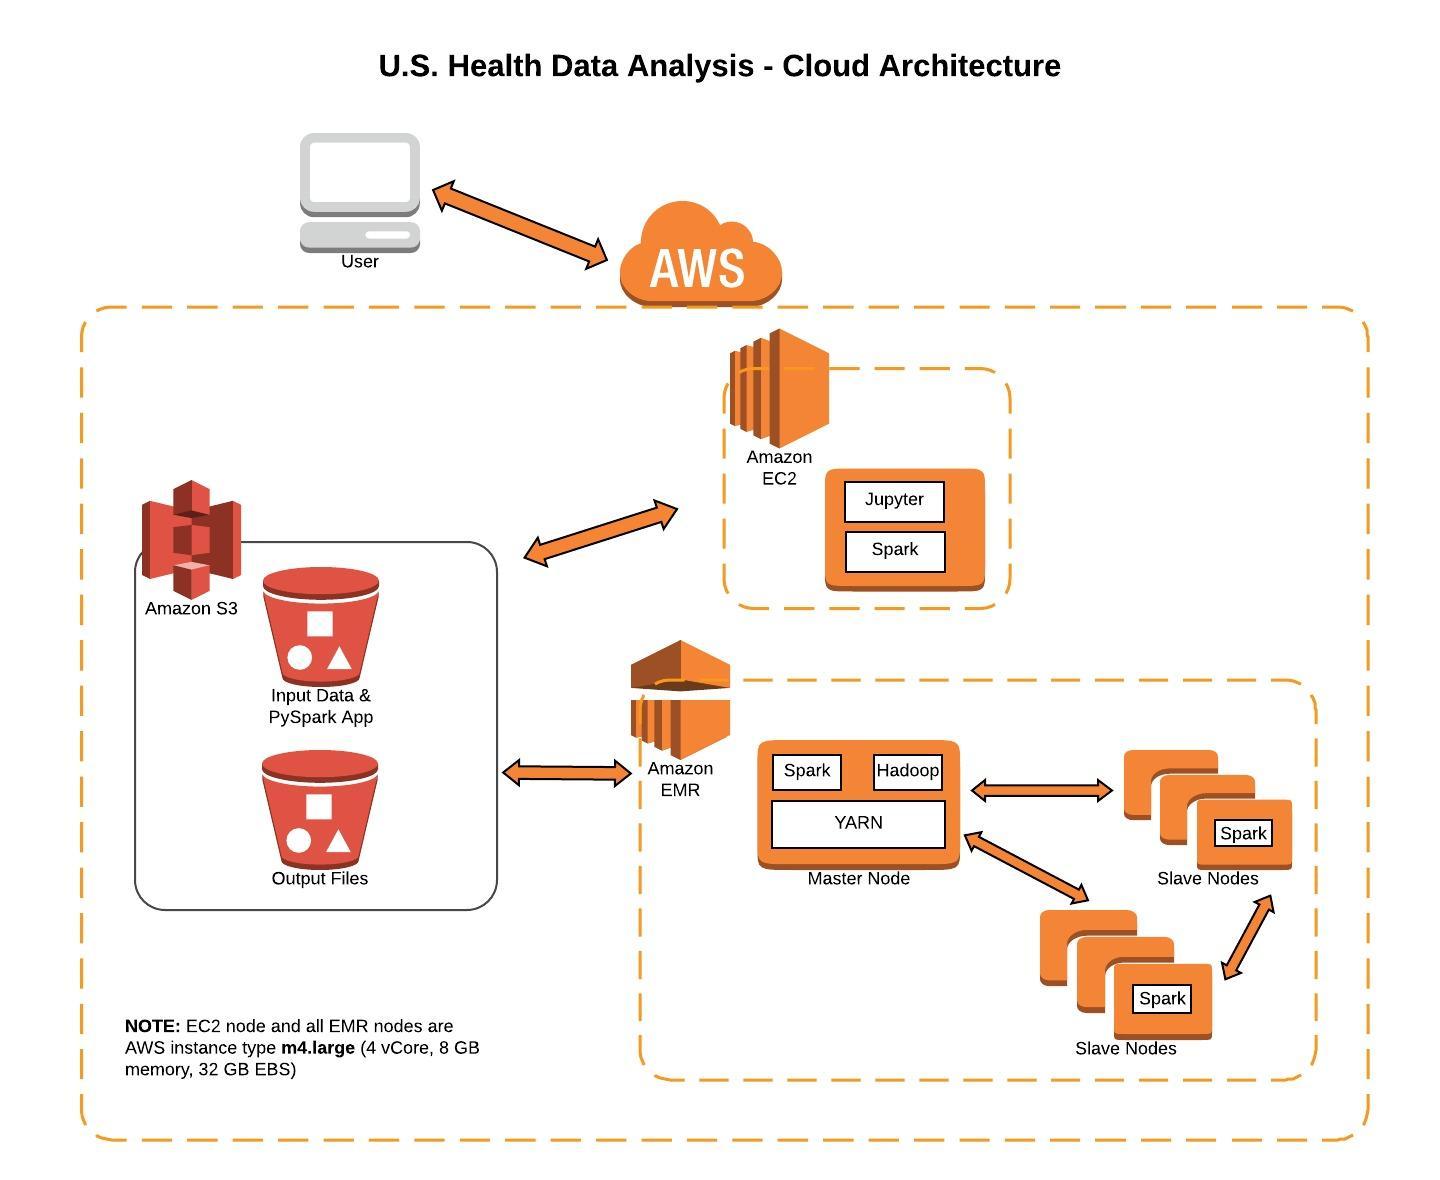 U.S. Health Data Analysis - Cloud Architecture
User
AWS
Amazon
EC2
Jupyter
Spark
Amazon S3
Input Data &
PySpark App
Output Files
Amazon
EMR
Spark
Hadoop
YARN
Master Node
Spark
Slave Nodes
Spark
Slave Nodes
NOTE: EC2 node and all EMR nodes are
AWS instance type m4.large (4 vCore, 8 GB
memory, 32 GB EBS)